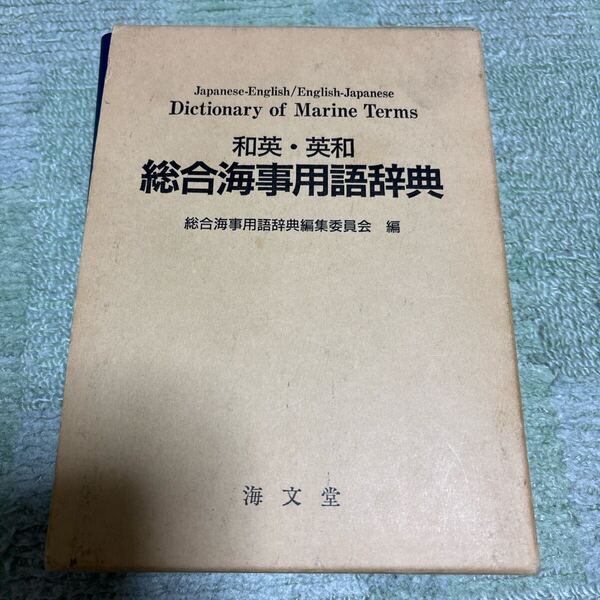 Japanese-English/English-Japanese
Dictionary of Marine Terms
和英・英和
総合海事用語辞典
総合海事用語辞典編集委員会 編
海文堂